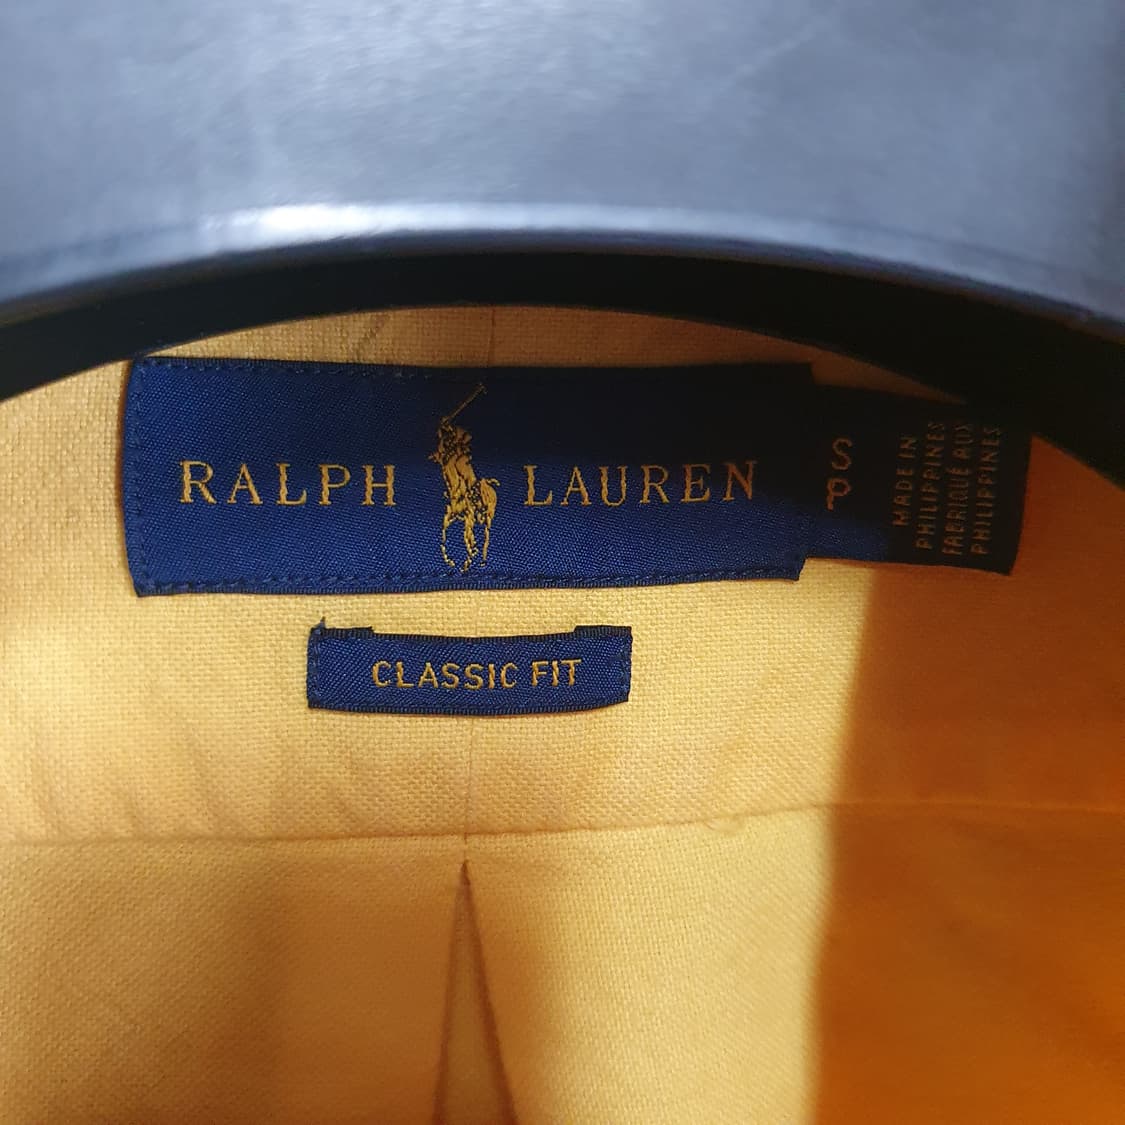 RALPH LAUREN
S
P
MADE IN
PHILIPPINES
FABRIQUÉ AUX
PHILIPPINES
CLASSIC FIT